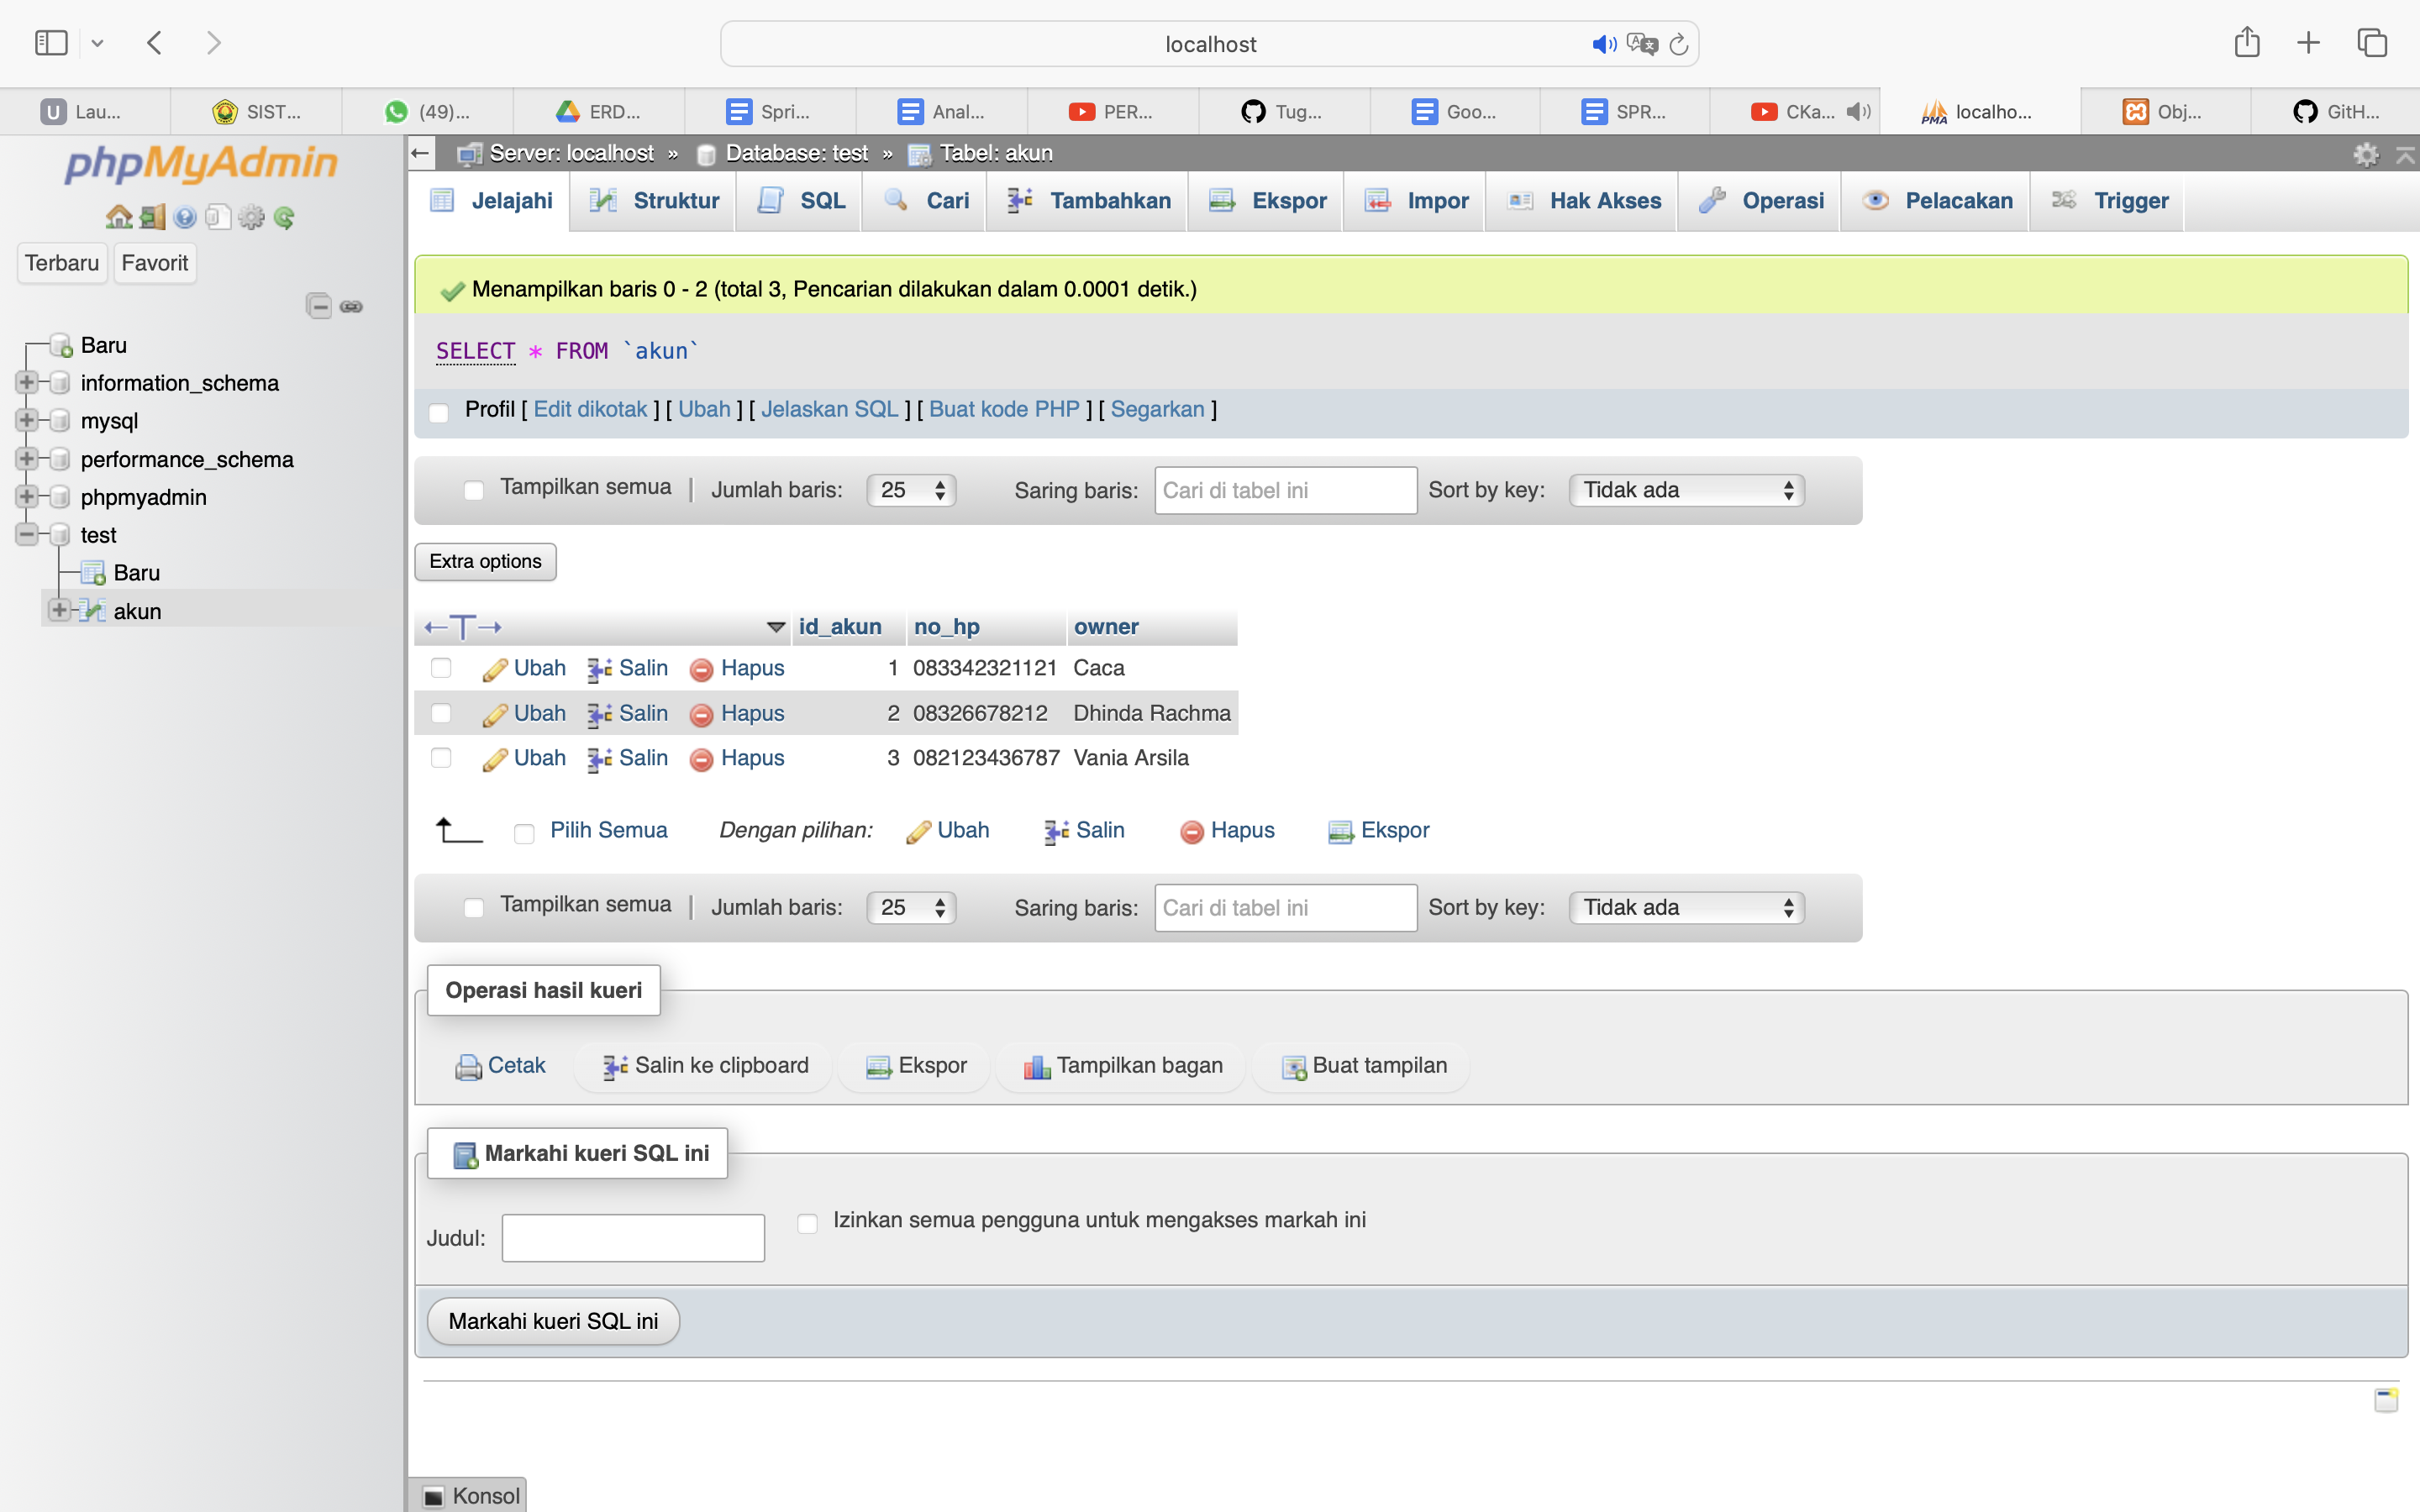 localhost
Lau...
SIST...
(49)...
ERD...
Spri...
Anal...
PER...
Tug...
Goo...
SPR...
CKa...
localho...
Obj...
GitH...
phpMyAdmin
Terbaru Favorit
Baru
information_schema
mysql
performance_schema
phpmyadmin
test
Baru
akun
Server: localhost » Database: test » Tabel: akun
Jelajahi Struktur SQL Cari Tambahkan Ekspor Impor Hak Akses Operasi Pelacakan Trigger
Menampilkan baris 0 - 2 (total 3, Pencarian dilakukan dalam 0.0001 detik.)
SELECT * FROM `akun`
Profil [ Edit dikotak ] [ Ubah ] [ Jelaskan SQL ] [ Buat kode PHP ] [ Segarkan ]
Tampilkan semua | Jumlah baris: 25 Saring baris: Cari di tabel ini Sort by key: Tidak ada
Extra options
id_akun no_hp owner
Ubah Salin Hapus 1 083342321121 Caca
Ubah Salin Hapus 2 08326678212 Dhinda Rachma
Ubah Salin Hapus 3 082123436787 Vania Arsila
Pilih Semua Dengan pilihan: Ubah Salin Hapus Ekspor
Tampilkan semua | Jumlah baris: 25 Saring baris: Cari di tabel ini Sort by key: Tidak ada
Operasi hasil kueri
Cetak Salin ke clipboard Ekspor Tampilkan bagan Buat tampilan
Markahi kueri SQL ini
Judul: Izinkan semua pengguna untuk mengakses markah ini
Markahi kueri SQL ini
Konsol